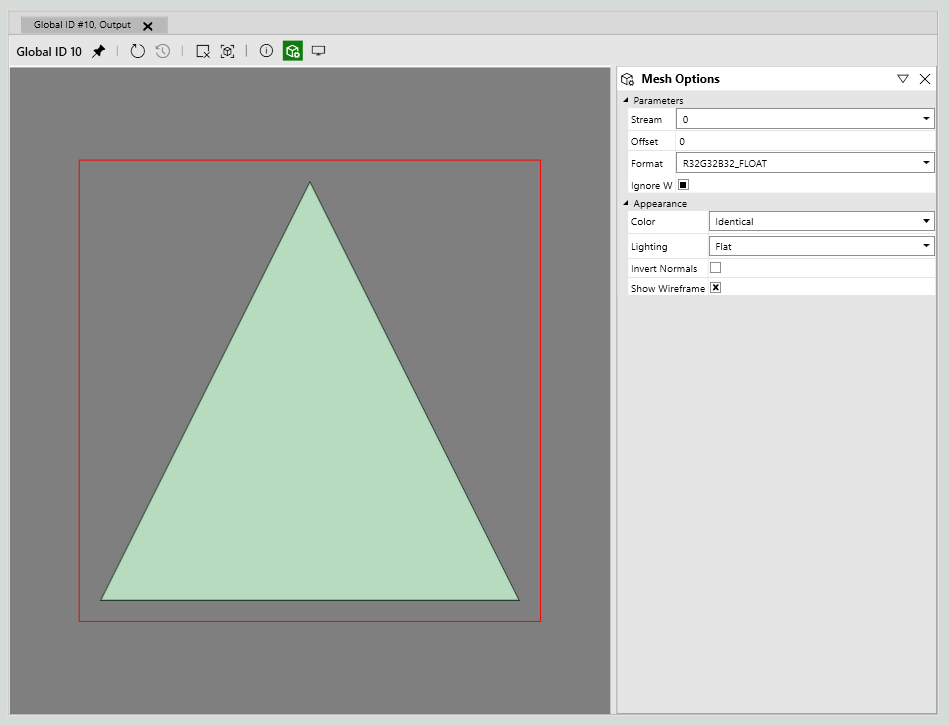 Global ID #10, Output
Global ID 10
Mesh Options
Parameters
Stream 0
Offset 0
Format R32G32B32_FLOAT
Ignore W
Appearance
Color Identical
Lighting Flat
Invert Normals
Show Wireframe